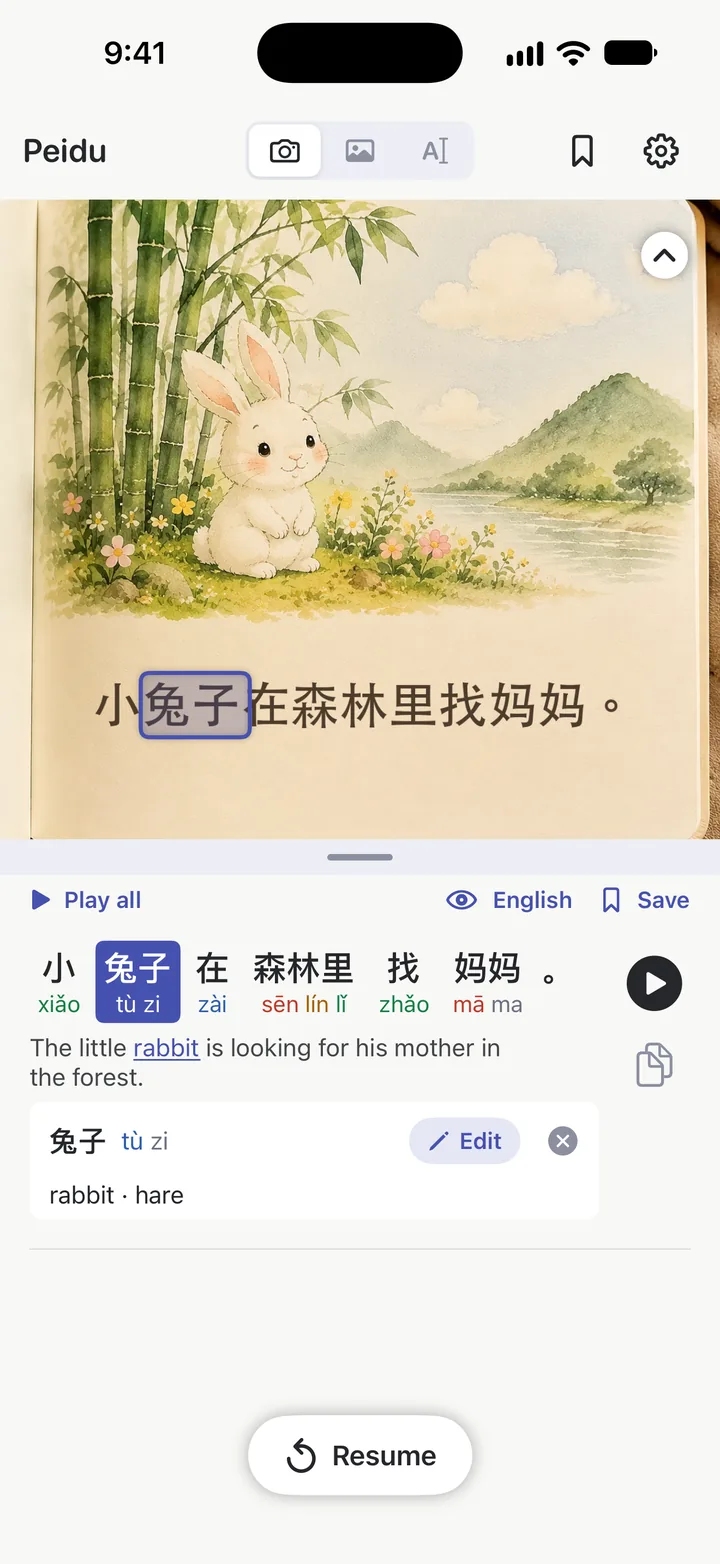 9:41
Peidu
A
小兔子在森林里找妈妈。
Play all
English
Save
小 兔子 在 森林里 找 妈妈 。
xiǎo tù zi zài sēn lín lǐ zhǎo mā ma
The little rabbit is looking for his mother in
the forest.
兔子 tù zi
Edit
rabbit · hare
Resume